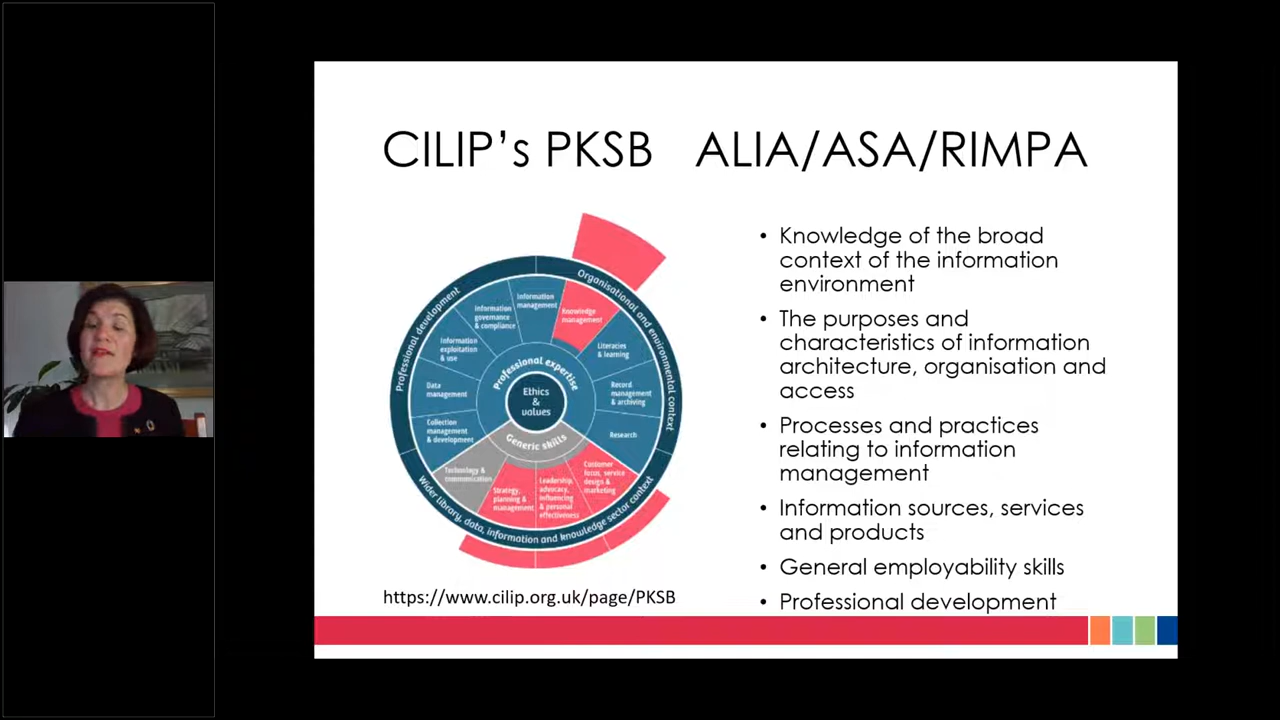 CILIP's PKSB ALIA/ASA/RIMPA
Professional development
Organisational and environmental context
Wider library, data, information and knowledge sector context
Information
management
Knowledge
management
Literacies
& learning
Record
management
& archiving
Research
Customer
focus, service
design &
marketing
Leadership,
advocacy,
influencing
& personal
effectiveness
Strategy,
planning &
management
Technology &
communication
Collection
management
& development
Data
management
Information
exploitation
& use
Information
governance
& compliance
Professional expertise
Ethics
&
values
Generic skills
https://www.cilip.org.uk/page/PKSB
• Knowledge of the broad
context of the information
environment
• The purposes and
characteristics of information
architecture, organisation and
access
• Processes and practices
relating to information
management
• Information sources, services
and products
• General employability skills
• Professional development